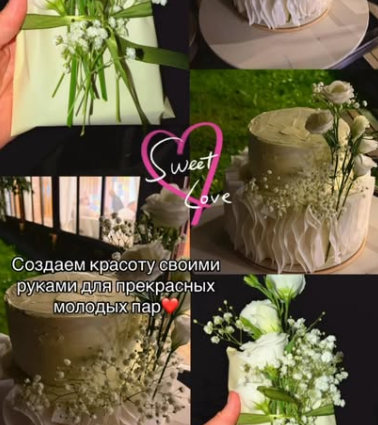 Sweet
Love
Создаем красоту своими
руками для прекрасных
молодых пар❤️